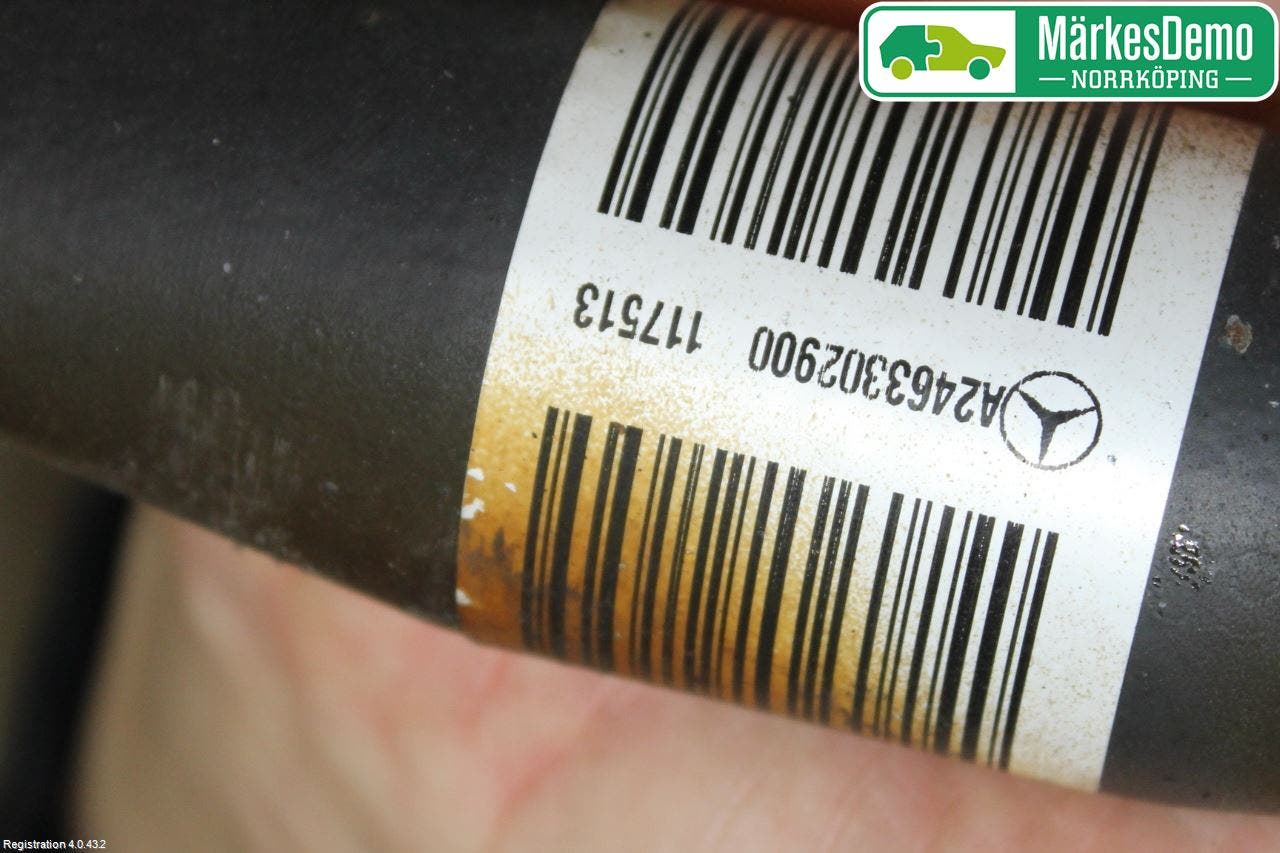 MärkesDemo
NORRKÖPING
A2463302900 117513
Registration 4.0.43.2